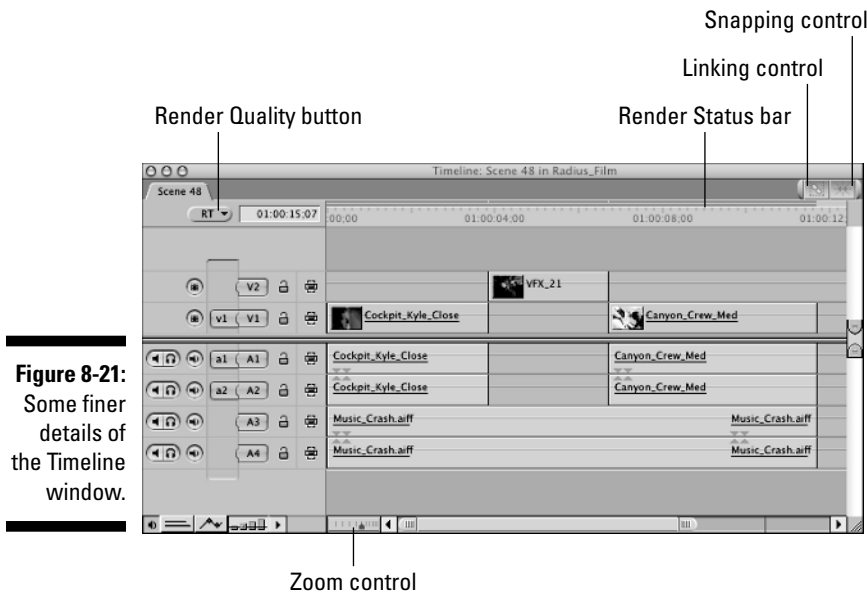 Snapping control
Linking control
Render Quality button
Render Status bar
Timeline: Scene 48 in Radius_Film
Scene 48
RT
01:00:15;07
00;00
01:00:04;00
01:00:08;00
01:00:12;
V2
VFX_21
v1
V1
Cockpit_Kyle_Close
Canyon_Crew_Med
a1
A1
Cockpit_Kyle_Close
Canyon_Crew_Med
a2
A2
Cockpit_Kyle_Close
Canyon_Crew_Med
A3
Music_Crash.aiff
Music_Crash.aiff
A4
Music_Crash.aiff
Music_Crash.aiff
Figure 8-21:
Some finer
details of
the Timeline
window.
Zoom control